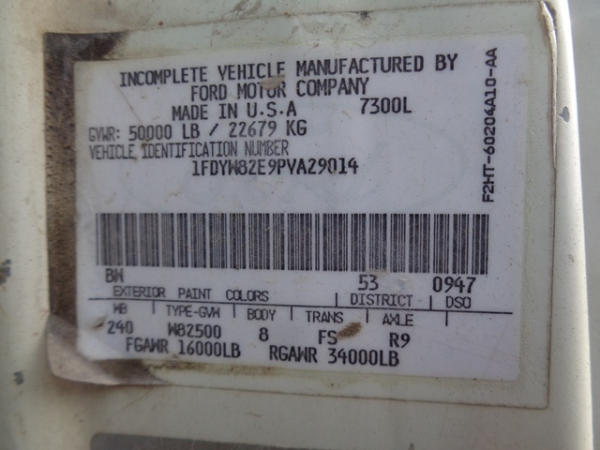 INCOMPLETE VEHICLE MANUFACTURED BY
FORD MOTOR COMPANY
MADE IN U.S.A 7300L
GVWR: 50000 LB / 22679 KG
VEHICLE IDENTIFICATION NUMBER
1FDYW82E9PVA29014
F2HT-60204A10-AA
BW 53 0947
EXTERIOR PAINT COLORS DISTRICT DSO
WB TYPE-GVW BODY TRANS AXLE
240 W82500 8 FS R9
FGAWR 16000LB RGAWR 34000LB